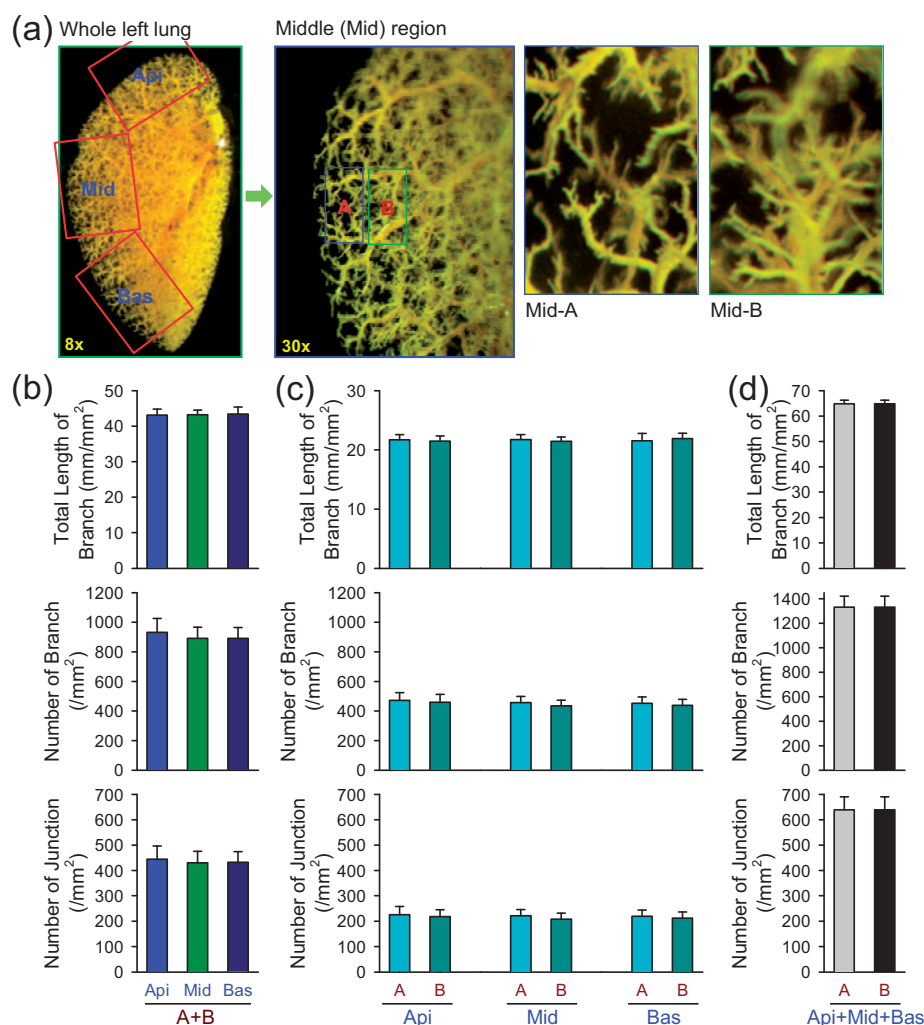 (a)
Whole left lung
Middle (Mid) region
Api
Mid
Bas
8x
A
B
30x
Mid-A
Mid-B
(b)
Total Length of
Branch (mm/mm²)
50
40
30
20
10
0
Number of Branch
(/mm²)
1200
1000
800
600
400
200
0
Number of Junction
(/mm²)
700
600
500
400
300
200
100
0
Api Mid Bas
A+B
(c)
Total Length of
Branch (mm/mm²)
30
20
10
0
Number of Branch
(/mm²)
1200
1000
800
600
400
200
0
Number of Junction
(/mm²)
700
600
500
400
300
200
100
0
A B A B A B
Api Mid Bas
(d)
Total Length of
Branch (mm/mm²)
70
60
50
40
30
20
10
0
Number of Branch
(/mm²)
1400
1200
1000
800
600
400
200
0
Number of Junction
(/mm²)
700
600
500
400
300
200
100
0
A B
Api+Mid+Bas